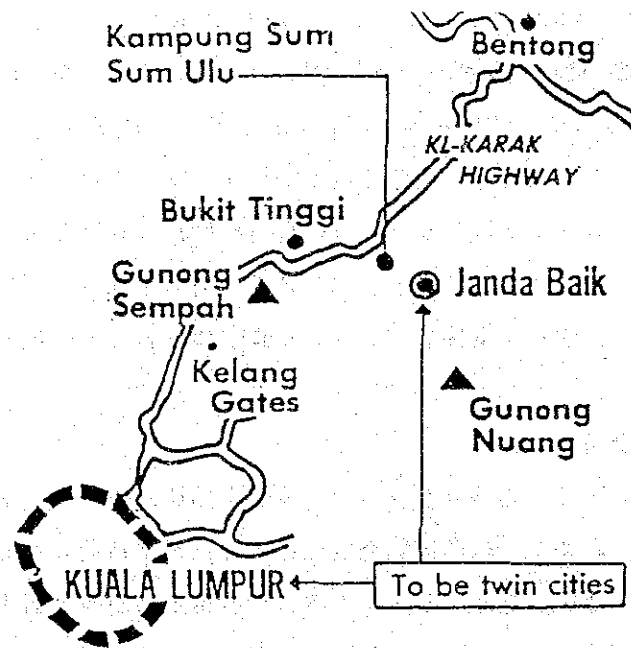 Kampung Sum
Sum Ulu
Bentong
KL-KARAK
HIGHWAY
Bukit Tinggi
Gunong
Sempah
Janda Baik
Kelang
Gates
Gunong
Nuang
KUALA LUMPUR
To be twin cities